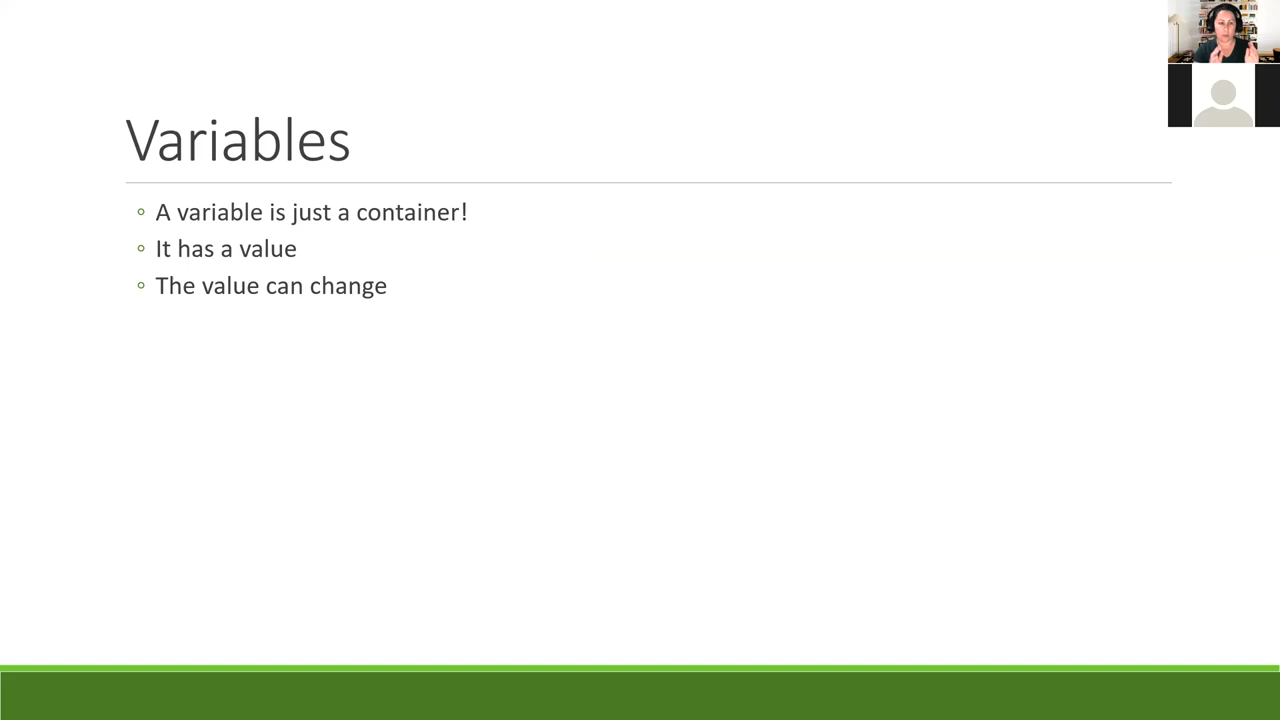 Variables
A variable is just a container!
It has a value
The value can change